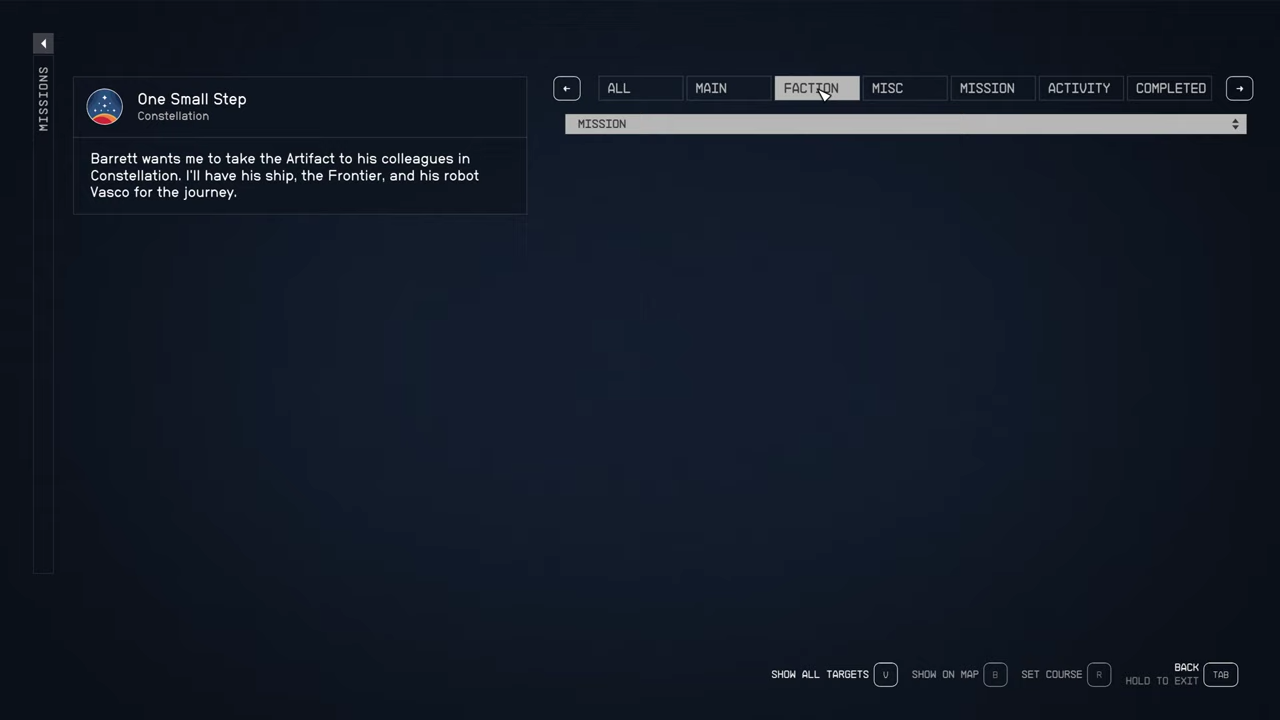 MISSIONS
One Small Step
Constellation
Barrett wants me to take the Artifact to his colleagues in
Constellation. I'll have his ship, the Frontier, and his robot
Vasco for the journey.
ALL MAIN FACTION MISC MISSION ACTIVITY COMPLETED
MISSION
SHOW ALL TARGETS V SHOW ON MAP B SET COURSE R BACK TAB
HOLD TO EXIT